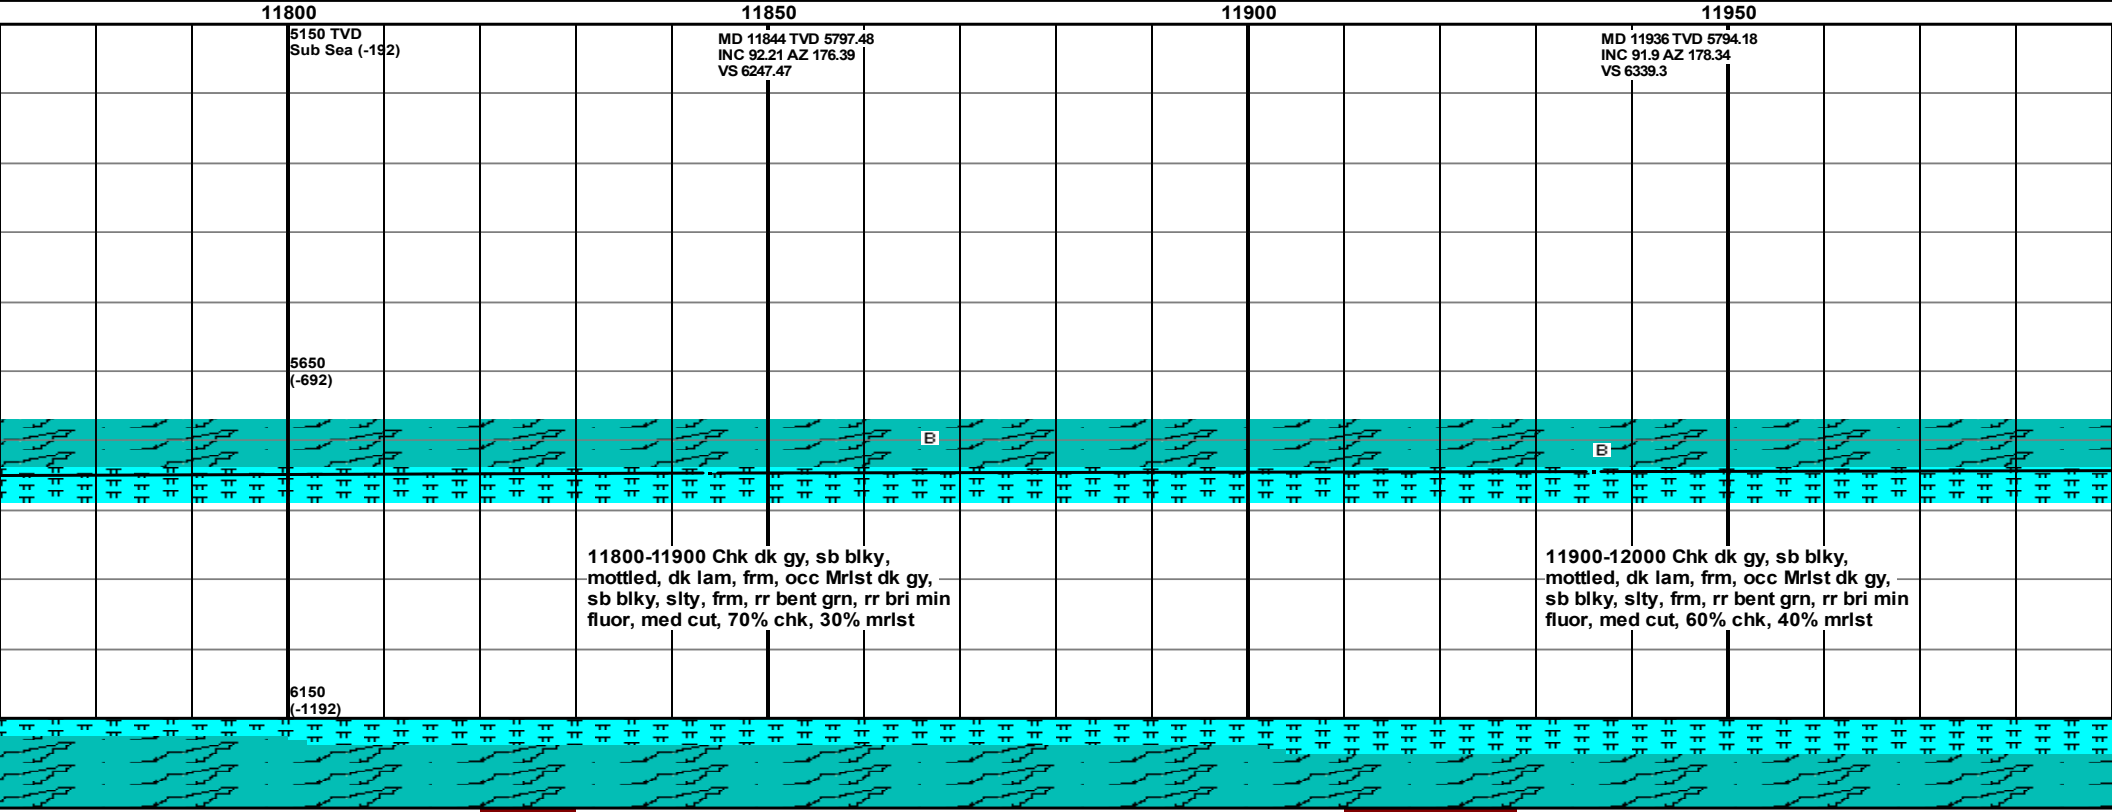 11800 11850 11900 11950
5150 TVD
Sub Sea (-192)
MD 11844 TVD 5797.48
INC 92.21 AZ 176.39
VS 6247.47
MD 11936 TVD 5794.18
INC 91.9 AZ 178.34
VS 6339.3
5650
(-692)
B
B
11800-11900 Chk dk gy, sb blky,
mottled, dk lam, frm, occ Mrlst dk gy,
sb blky, slty, frm, rr bent grn, rr bri min
fluor, med cut, 70% chk, 30% mrlst
11900-12000 Chk dk gy, sb blky,
mottled, dk lam, frm, occ Mrlst dk gy,
sb blky, slty, frm, rr bent grn, rr bri min
fluor, med cut, 60% chk, 40% mrlst
6150
(-1192)